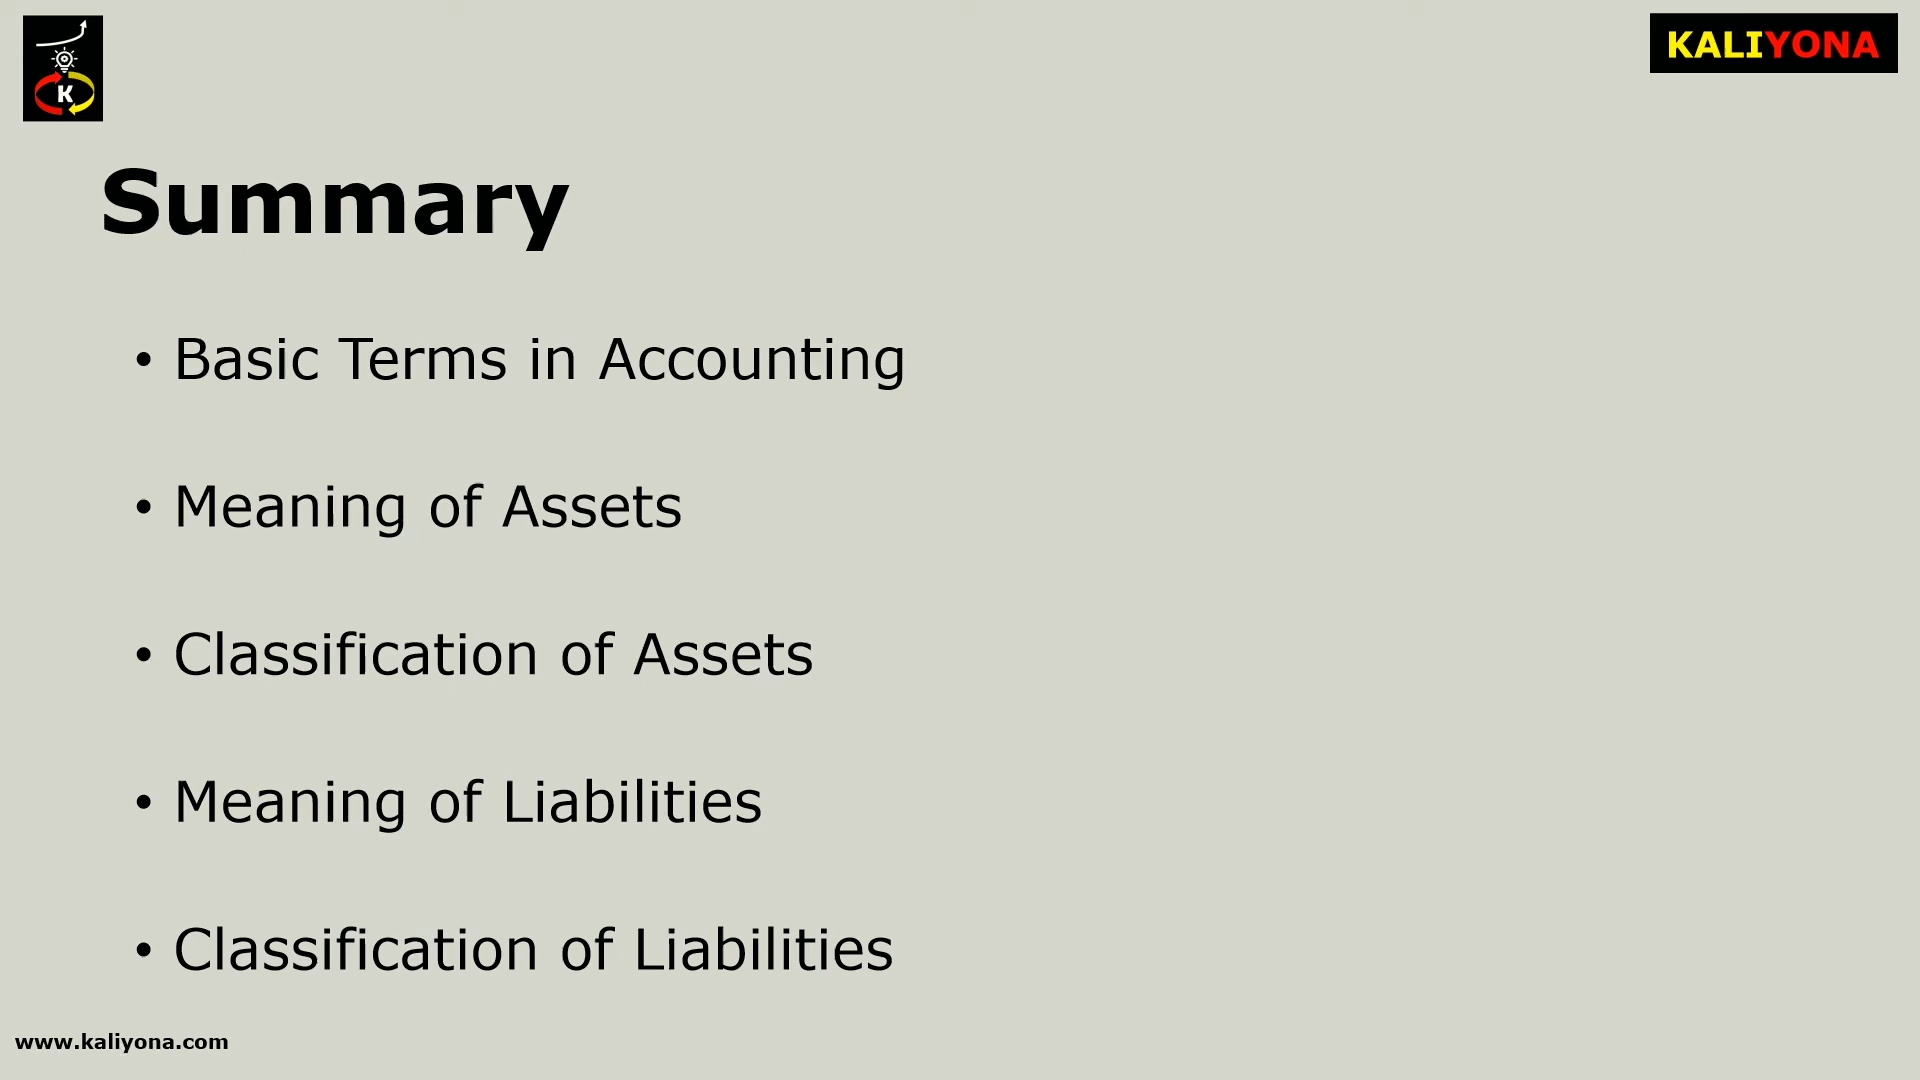 K
KALIYONA
Summary
• Basic Terms in Accounting
• Meaning of Assets
• Classification of Assets
• Meaning of Liabilities
• Classification of Liabilities
www.kaliyona.com